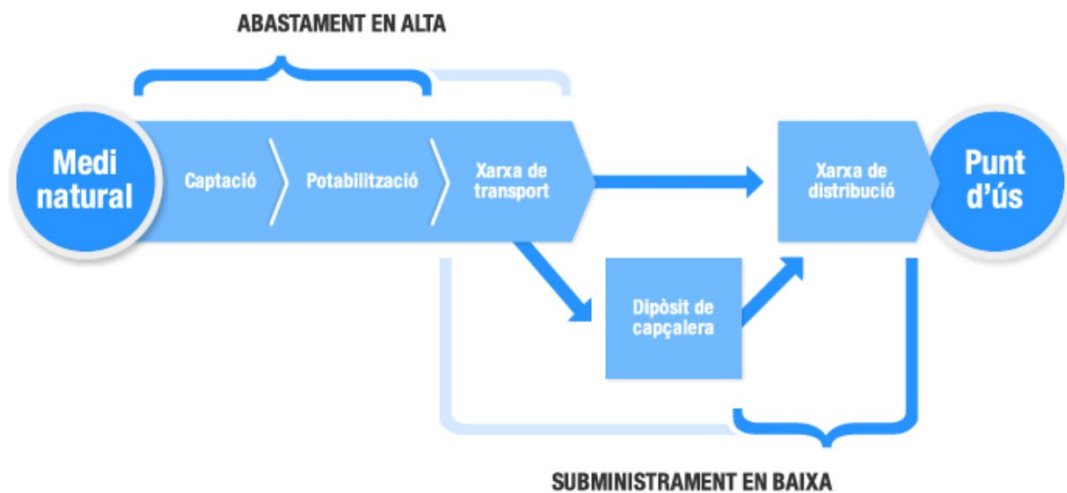 ABASTAMENT EN ALTA
Medi
natural
Captació
Potabilització
Xarxa de
transport
Xarxa de
distribució
Punt
d'ús
Dipòsit de
capçalera
SUBMINISTRAMENT EN BAIXA